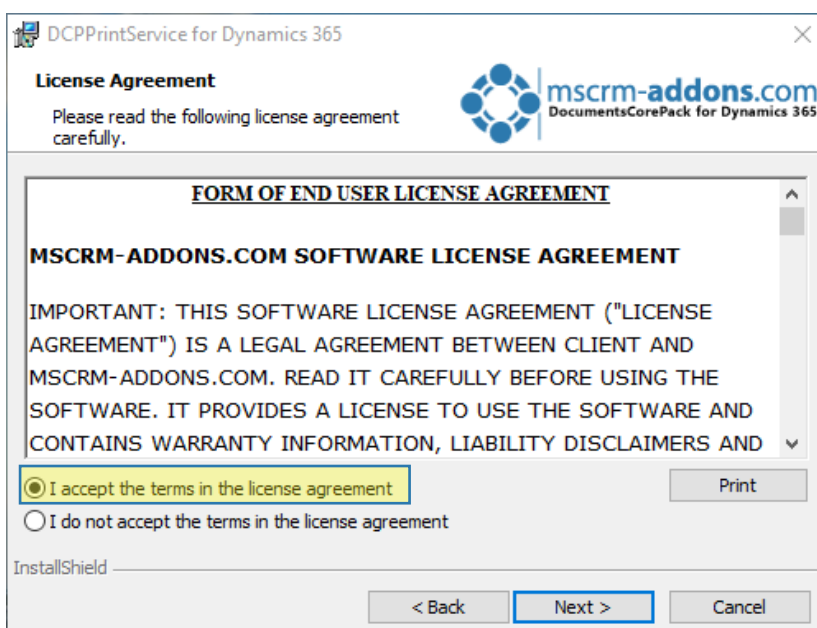 DCPPrintService for Dynamics 365
License Agreement
Please read the following license agreement
carefully.
mscrm-addons.com
DocumentsCorePack for Dynamics 365
FORM OF END USER LICENSE AGREEMENT
MSCRM-ADDONS.COM SOFTWARE LICENSE AGREEMENT
IMPORTANT: THIS SOFTWARE LICENSE AGREEMENT ("LICENSE
AGREEMENT") IS A LEGAL AGREEMENT BETWEEN CLIENT AND
MSCRM-ADDONS.COM. READ IT CAREFULLY BEFORE USING THE
SOFTWARE. IT PROVIDES A LICENSE TO USE THE SOFTWARE AND
CONTAINS WARRANTY INFORMATION, LIABILITY DISCLAIMERS AND
I accept the terms in the license agreement
Print
I do not accept the terms in the license agreement
InstallShield
< Back Next > Cancel